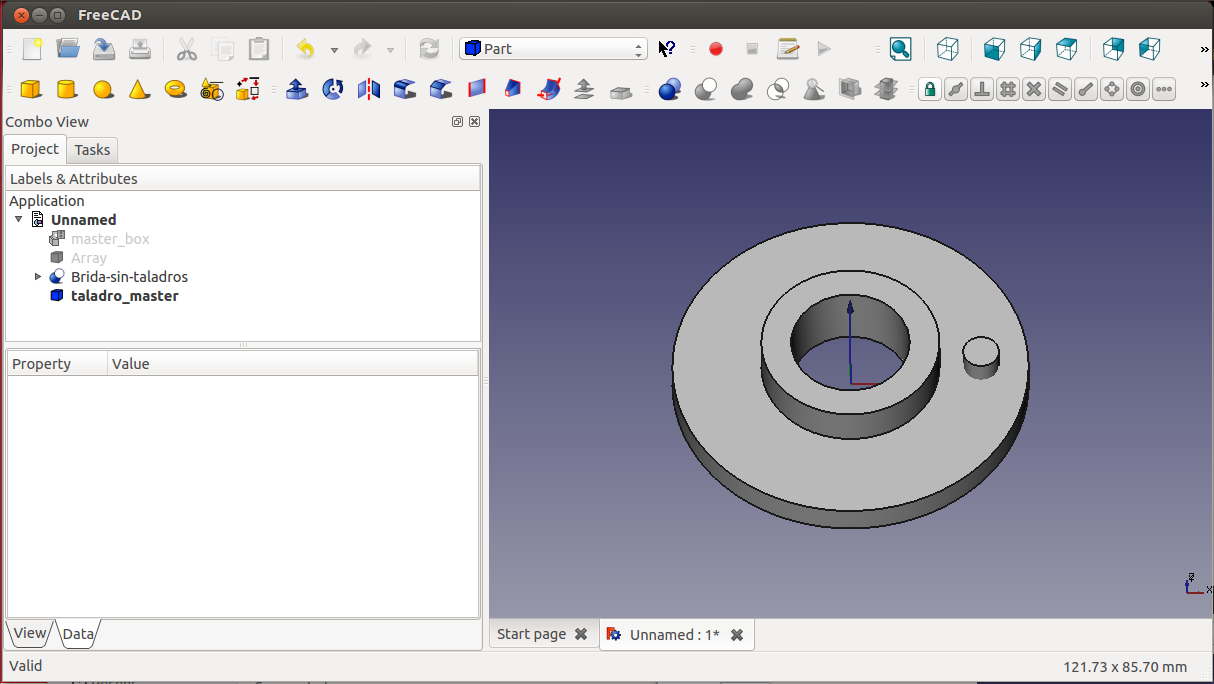 FreeCAD
Part
Combo View
Project Tasks
Labels & Attributes
Application
Unnamed
master_box
Array
Brida-sin-taladros
taladro_master
Property Value
View Data
Start page Unnamed : 1*
z
x
Valid 121.73 x 85.70 mm